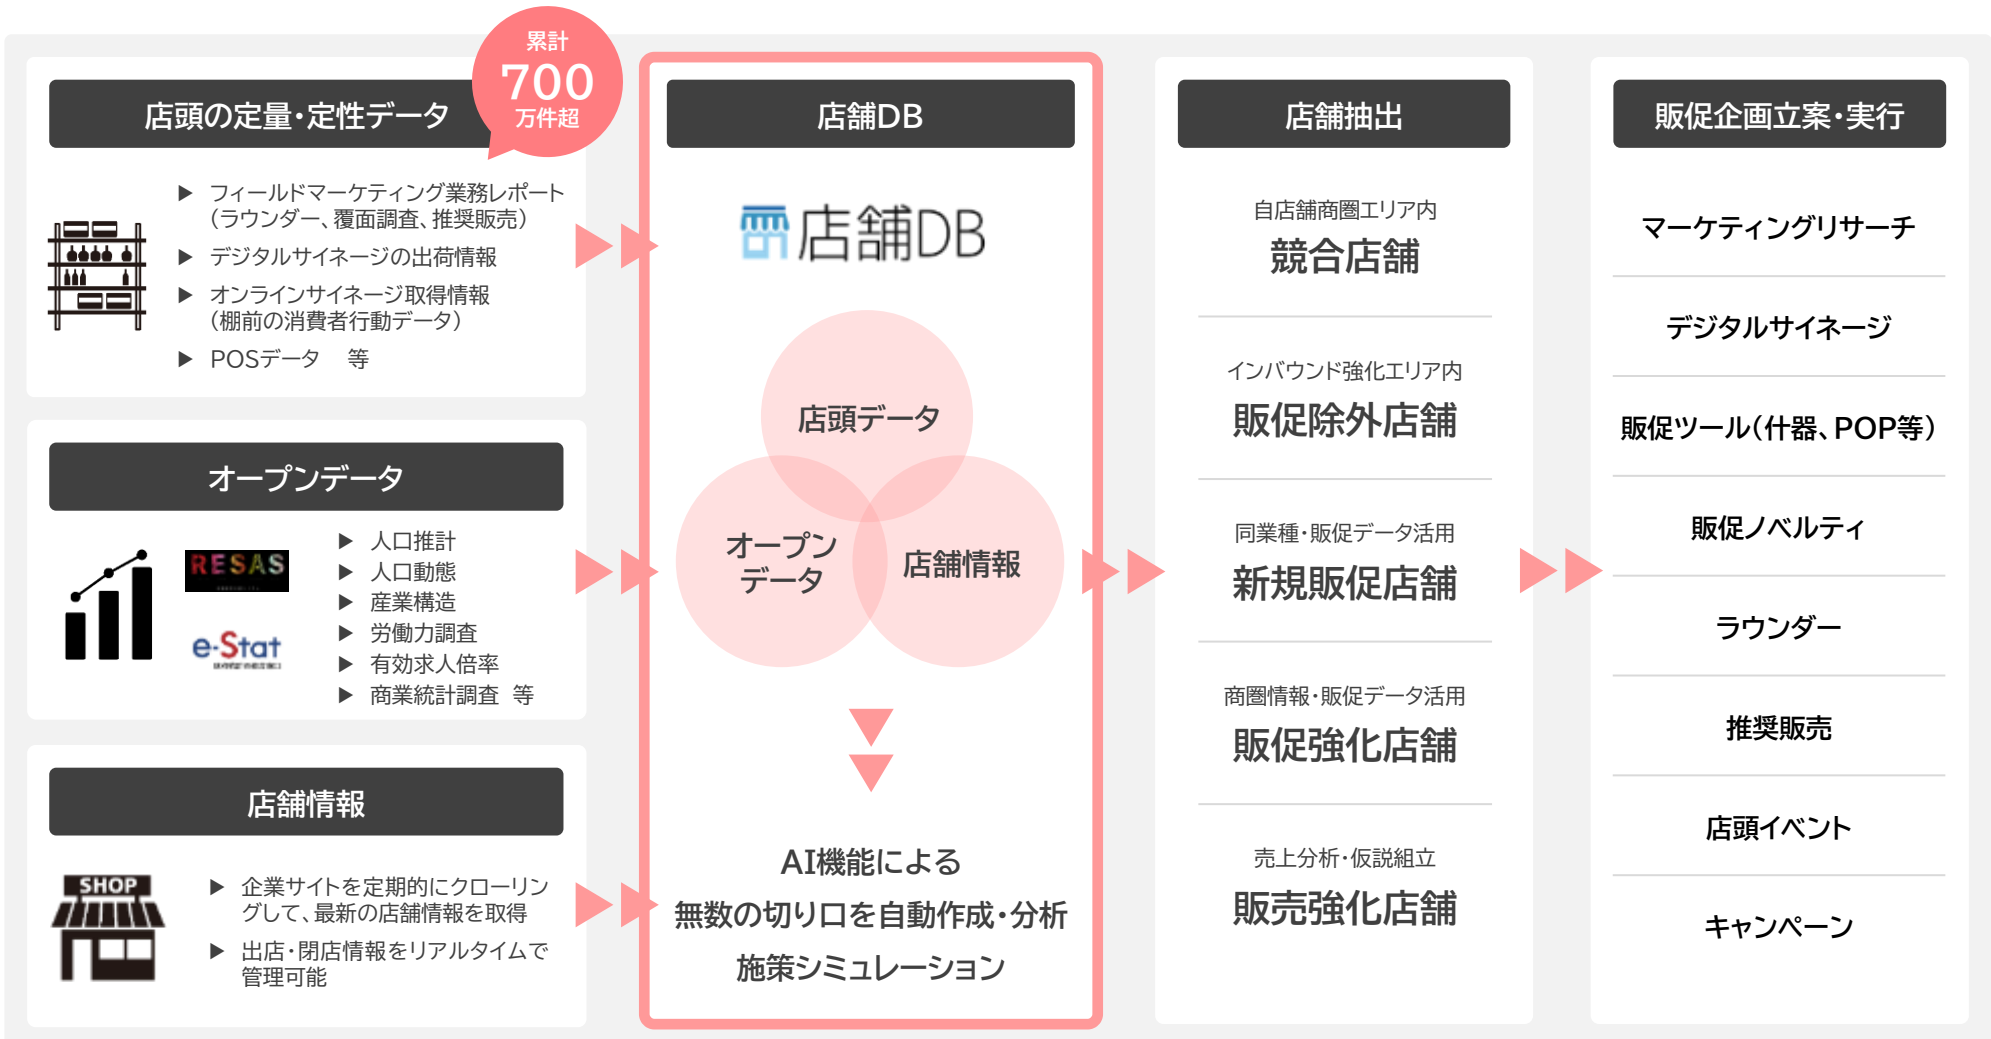 累計
700
万件超
店頭の定量・定性データ
▶ フィールドマーケティング業務レポート
（ラウンダー、覆面調査、推奨販売）
▶ デジタルサイネージの出荷情報
▶ オンラインサイネージ取得情報
（棚前の消費者行動データ）
▶ POSデータ 等
オープンデータ
RESAS
e-Stat
▶ 人口推計
▶ 人口動態
▶ 産業構造
▶ 労働力調査
▶ 有効求人倍率
▶ 商業統計調査 等
店舗情報
SHOP
▶ 企業サイトを定期的にクローリン
グして、最新の店舗情報を取得
▶ 出店・閉店情報をリアルタイムで
管理可能
店舗DB
店舗DB
店頭データ
オープン
データ
店舗情報
AI機能による
無数の切り口を自動作成・分析
施策シミュレーション
店舗抽出
自店舗商圏エリア内
競合店舗
インバウンド強化エリア内
販促除外店舗
同業種・販促データ活用
新規販促店舗
商圏情報・販促データ活用
販促強化店舗
売上分析・仮説組立
販売強化店舗
販促企画立案・実行
マーケティングリサーチ
デジタルサイネージ
販促ツール（什器、POP等）
販促ノベルティ
ラウンダー
推奨販売
店頭イベント
キャンペーン